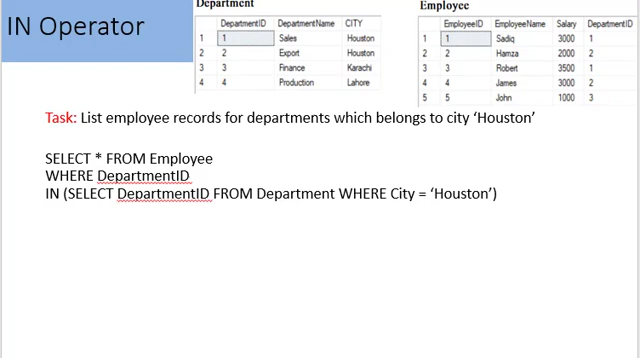 IN Operator
Department
DepartmentID DepartmentName CITY
1 1 Sales Houston
2 2 Export Houston
3 3 Finance Karachi
4 4 Production Lahore
Employee
EmployeeID EmployeeName Salary DepartmentID
1 1 Sadiq 3000 1
2 2 Hamza 2000 2
3 3 Robert 3500 1
4 4 James 3000 2
5 5 John 1000 3
Task: List employee records for departments which belongs to city ‘Houston’
SELECT * FROM Employee
WHERE DepartmentID
IN (SELECT DepartmentID FROM Department WHERE City = ‘Houston’)